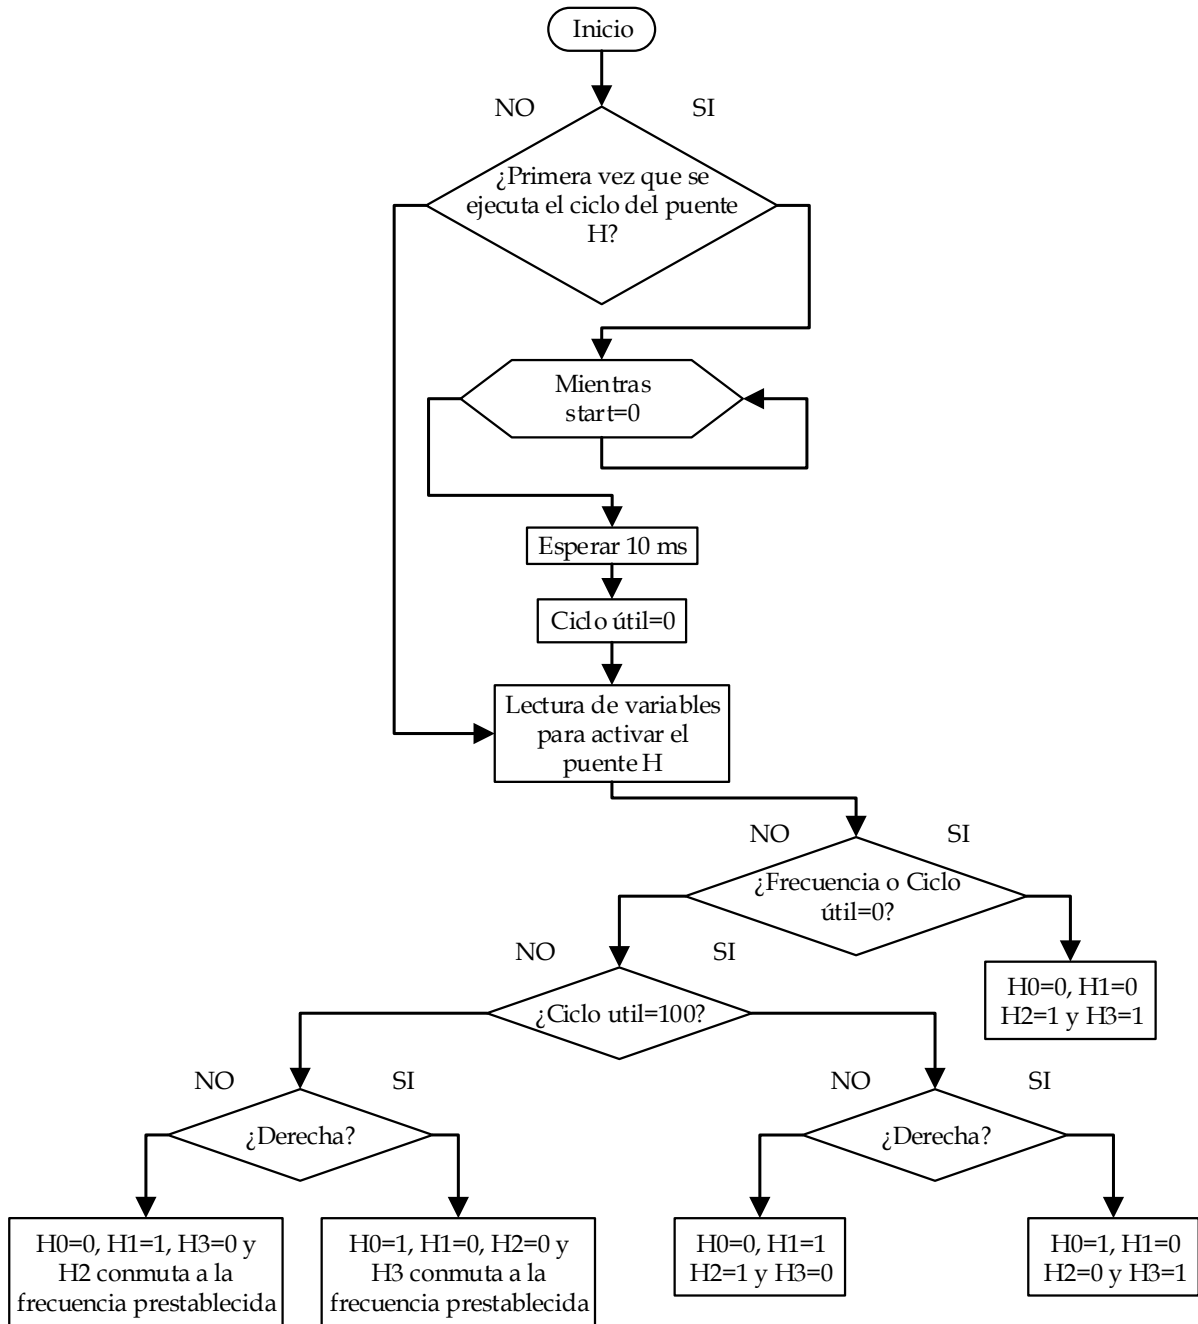 Inicio
NO
SI
¿Primera vez que se
ejecuta el ciclo del puente
H?
Mientras
start=0
Esperar 10 ms
Ciclo útil=0
Lectura de variables
para activar el
puente H
NO
SI
¿Frecuencia o Ciclo
útil=0?
NO
SI
H0=0, H1=0
H2=1 y H3=1
¿Ciclo util=100?
NO
SI
NO
SI
¿Derecha?
¿Derecha?
H0=0, H1=1, H3=0 y
H2 conmuta a la
frecuencia prestablecida
H0=1, H1=0, H2=0 y
H3 conmuta a la
frecuencia prestablecida
H0=0, H1=1
H2=1 y H3=0
H0=1, H1=0
H2=0 y H3=1